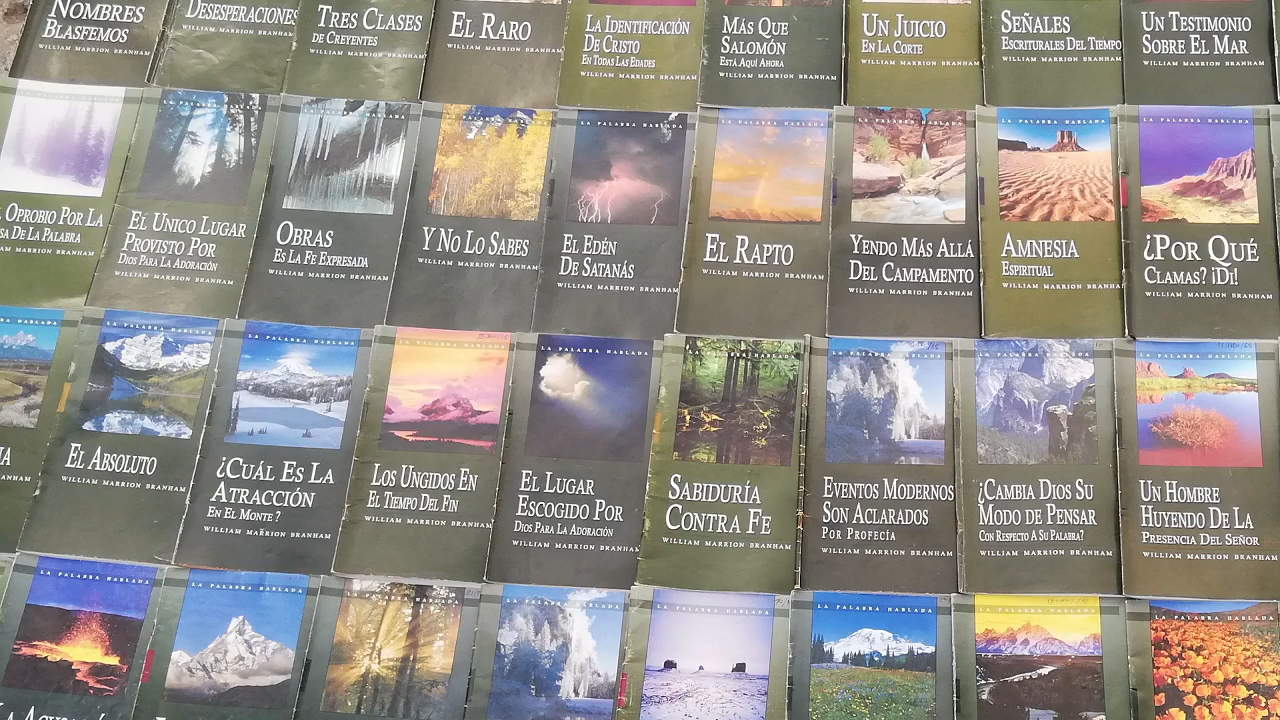 NOMBRES
BLASFEMOS
WILLIAM MARRION BRANHAM
DESESPERACIONES
WILLIAM MARRION BRANHAM
TRES CLASES
DE CREYENTES
WILLIAM MARRION BRANHAM
EL RARO
WILLIAM MARRION BRANHAM
LA IDENTIFICACIÓN
DE CRISTO
EN TODAS LAS EDADES
WILLIAM MARRION BRANHAM
MÁS QUE
SALOMÓN
ESTÁ AQUÍ AHORA
WILLIAM MARRION BRANHAM
UN JUICIO
EN LA CORTE
WILLIAM MARRION BRANHAM
SEÑALES
ESCRITURALES DEL TIEMPO
WILLIAM MARRION BRANHAM
UN TESTIMONIO
SOBRE EL MAR
WILLIAM MARRION BRANHAM
OPROBIO POR LA
DE LA PALABRA
MARRION BRANHAM
LA PALABRA HABLADA
EL UNICO LUGAR
PROVISTO POR
DIOS PARA LA ADORACIÓN
WILLIAM MARRION BRANHAM
LA PALABRA HABLADA
OBRAS
ES LA FE EXPRESADA
WILLIAM MARRION BRANHAM
LA PALABRA HABLADA
Y NO LO SABES
WILLIAM MARRION BRANHAM
LA PALABRA HABLADA
EL EDÉN
DE SATANÁS
WILLIAM MARRION BRANHAM
LA PALABRA HABLADA
EL RAPTO
WILLIAM MARRION BRANHAM
LA PALABRA HABLADA
YENDO MÁS ALLÁ
DEL CAMPAMENTO
WILLIAM MARRION BRANHAM
LA PALABRA HABLADA
AMNESIA
ESPIRITUAL
WILLIAM MARRION BRANHAM
LA PALABRA HABLADA
¿POR QUÉ
CLAMAS? ¡DI!
WILLIAM MARRION BRANHAM
HABLADA
LA PALABRA HABLADA
EL ABSOLUTO
WILLIAM MARRION BRANHAM
LA PALABRA HABLADA
¿CUÁL ES LA
ATRACCIÓN
EN EL MONTE?
WILLIAM MARRION BRANHAM
LA PALABRA HABLADA
LOS UNGIDOS EN
EL TIEMPO DEL FIN
WILLIAM MARRION BRANHAM
LA PALABRA HABLADA
EL LUGAR
ESCOGIDO POR
DIOS PARA LA ADORACIÓN
WILLIAM MARRION BRANHAM
LA PALABRA HABLADA
SABIDURÍA
CONTRA FE
WILLIAM MARRION BRANHAM
LA PALABRA HABLADA
EVENTOS MODERNOS
SON ACLARADOS
POR PROFECÍA
WILLIAM MARRION BRANHAM
LA PALABRA HABLADA
¿CAMBIA DIOS SU
MODO DE PENSAR
CON RESPECTO A SU PALABRA?
WILLIAM MARRION BRANHAM
LA PALABRA HABLADA
UN HOMBRE
HUYENDO DE LA
PRESENCIA DEL SEÑOR
WILLIAM MARRION BRANHAM
LA PALABRA HABLADA
LA PALABRA HABLADA
LA PALABRA HABLADA
LA PALABRA HABLADA
LA PALABRA HABLADA
LA PALABRA HABLADA
LA PALABRA HABLADA
LA PALABRA HABLADA